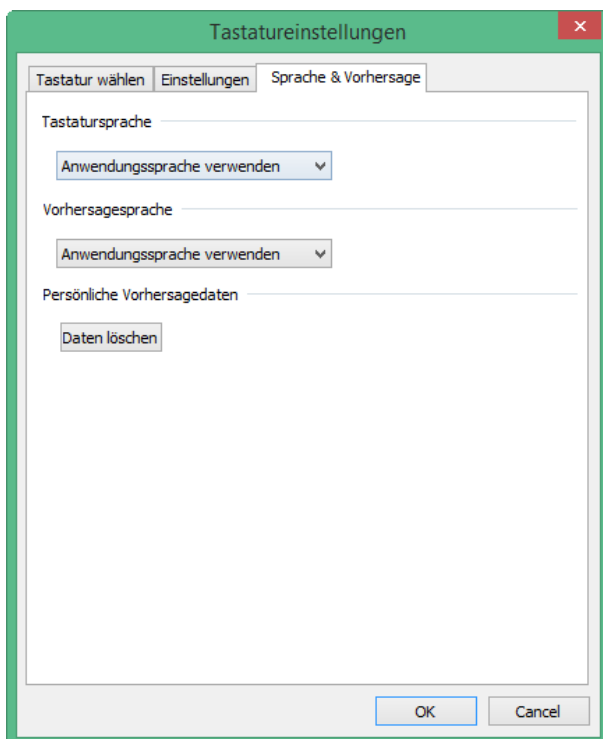 Tastatureinstellungen
Tastatur wählen Einstellungen Sprache & Vorhersage
Tastatursprache
Anwendungssprache verwenden
Vorhersagesprache
Anwendungssprache verwenden
Persönliche Vorhersagedaten
Daten löschen
OK Cancel